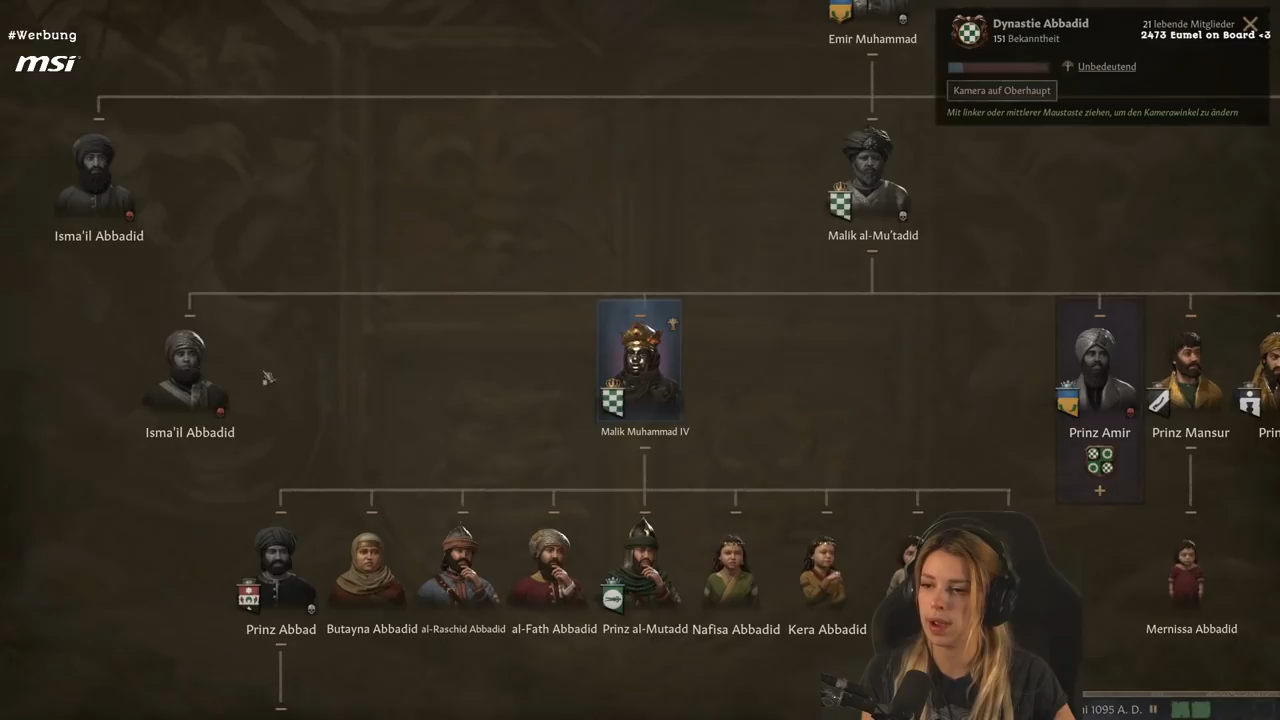 #Werbung
msi
Emir Muhammad
Dynastie Abbadid
151 Bekanntheit
21 lebende Mitglieder
2473 Eumel on Board <3
Unbedeutend
Kamera auf Oberhaupt
Mit linker oder mittlerer Maustaste ziehen, um den Kamerawinkel zu ändern
Isma'il Abbadid
Malik al-Mu'tadid
Isma'il Abbadid
Malik Muhammad IV
Prinz Amir
Prinz Mansur
Prin
Prinz Abbad
Butayna Abbadid
al-Raschid Abbadid
al-Fath Abbadid
Prinz al-Mutadd
Nafisa Abbadid
Kera Abbadid
Mernissa Abbadid
1095 A. D.